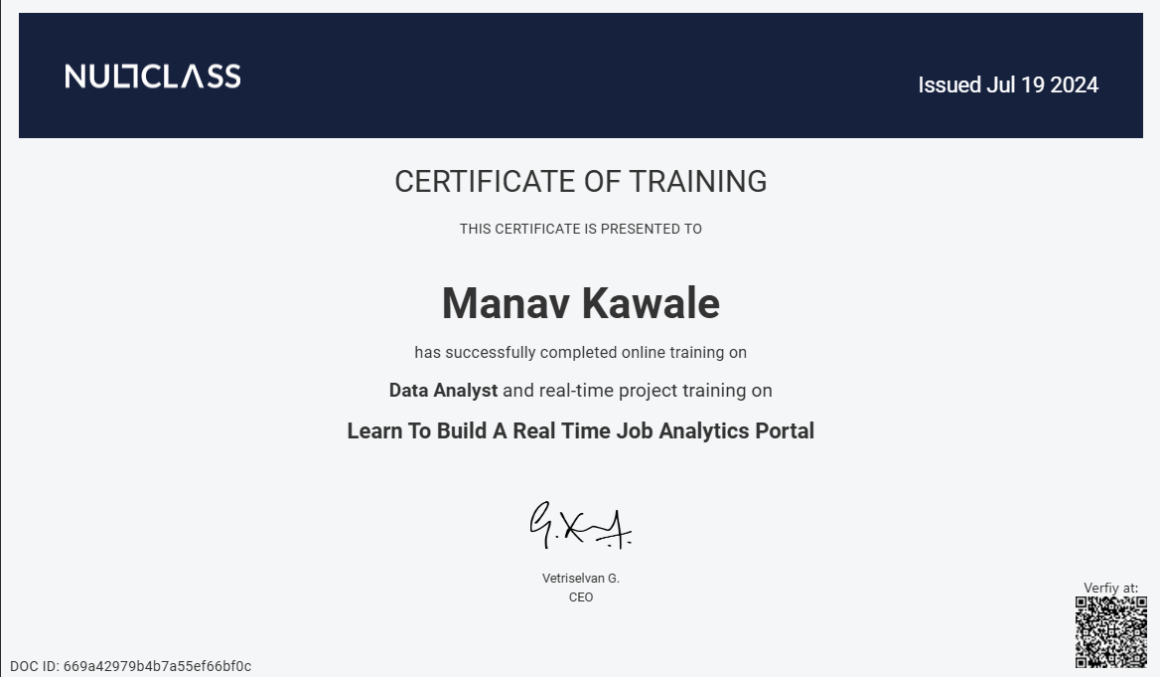 NULLCLASS
Issued Jul 19 2024
CERTIFICATE OF TRAINING
THIS CERTIFICATE IS PRESENTED TO
Manav Kawale
has successfully completed online training on
Data Analyst and real-time project training on
Learn To Build A Real Time Job Analytics Portal
G.
Vetriselvan G.
CEO
Verfiy at:
DOC ID: 669a42979b4b7a55ef66bf0c